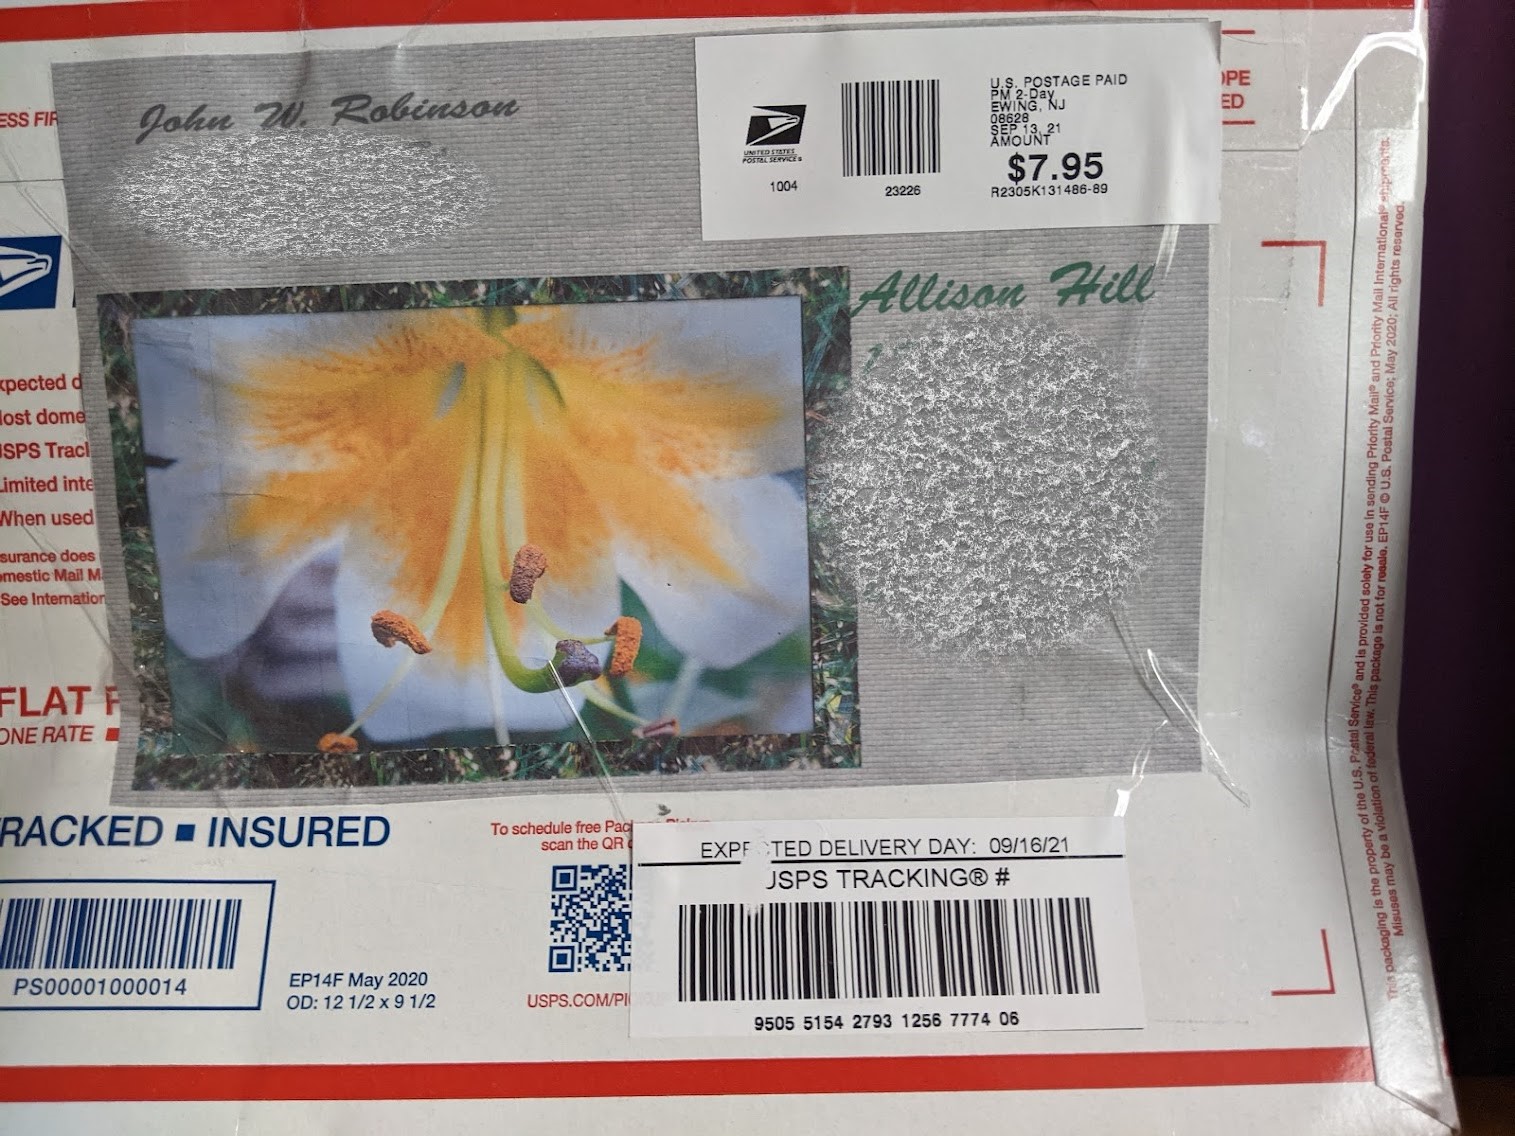 John W. Robinson
UNITED STATES
POSTAL SERVICE®
1004
23226
U.S. POSTAGE PAID
PM 2-Day
EWING, NJ
08628
SEP 13, 21
AMOUNT
$7.95
R2305K131486-89
OPE
ED
ESS FIR
Allison Hill
xpected d
ost dome
USPS Track
Limited inte
When used
surance does
omestic Mail M
See Internation
FLAT
ONE RATE
RACKED ■ INSURED
To schedule free Pac
scan the QR
PS00001000014
EP14F May 2020
OD: 12 1/2 x 9 1/2
USPS.COM/PIC
EXPECTED DELIVERY DAY: 09/16/21
USPS TRACKING® #
9505 5154 2793 1256 7774 06
This packaging is the property of the U.S. Postal Service® and is provided solely for use in sending Priority Mail® and Priority Mail International® shipments.
Misuses may be a violation of federal law. This package is not for resale. EP14F © U.S. Postal Service; May 2020; All rights reserved.